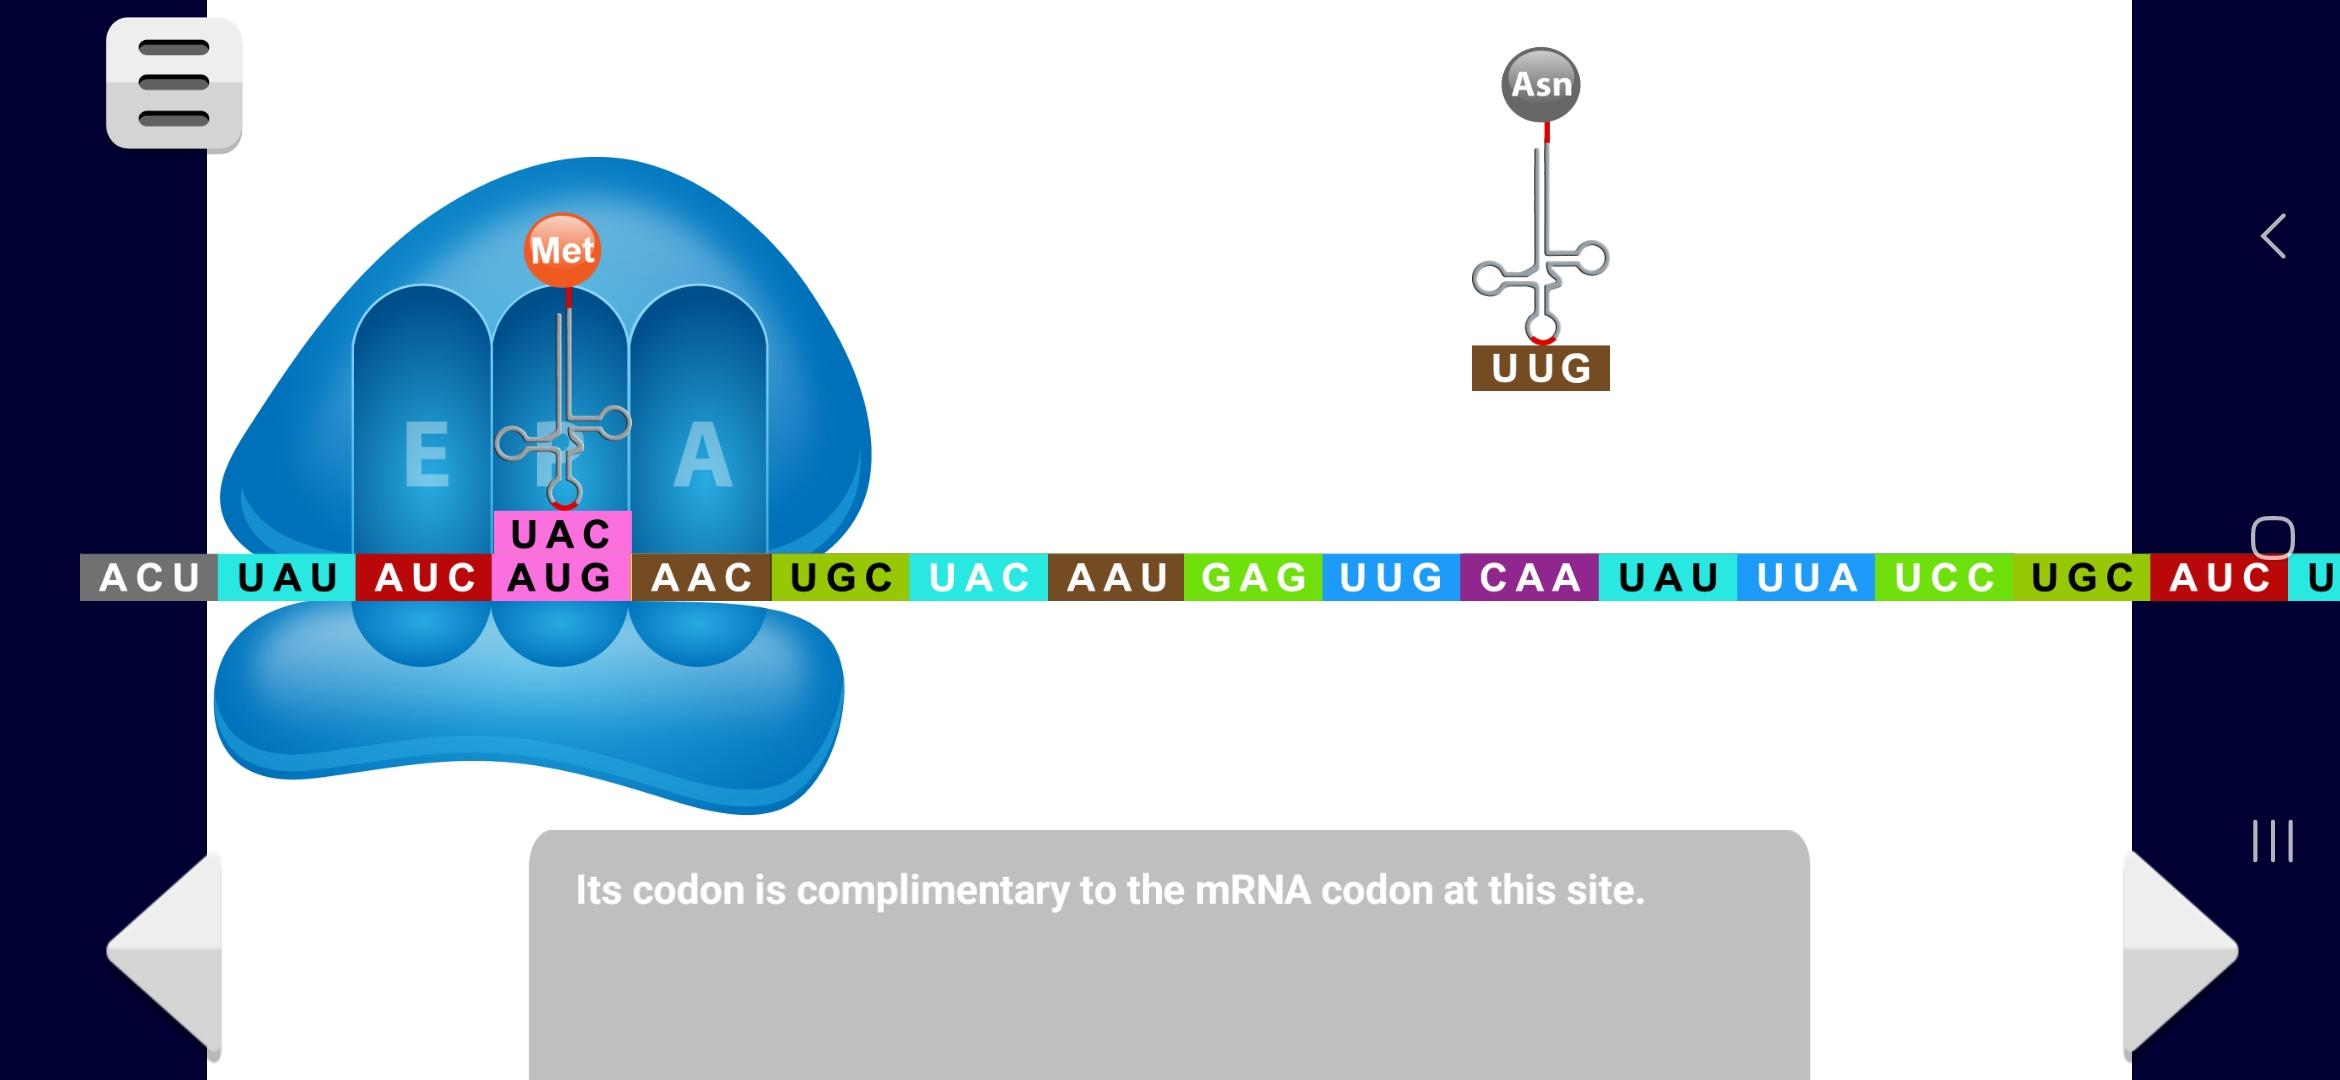 Asn
Met
UUG
E P A
UAC
ACU UAU AUC AUG AAC UGC UAC AAU GAG UUG CAA UAU UUA UCC UGC AUC U
Its codon is complimentary to the mRNA codon at this site.